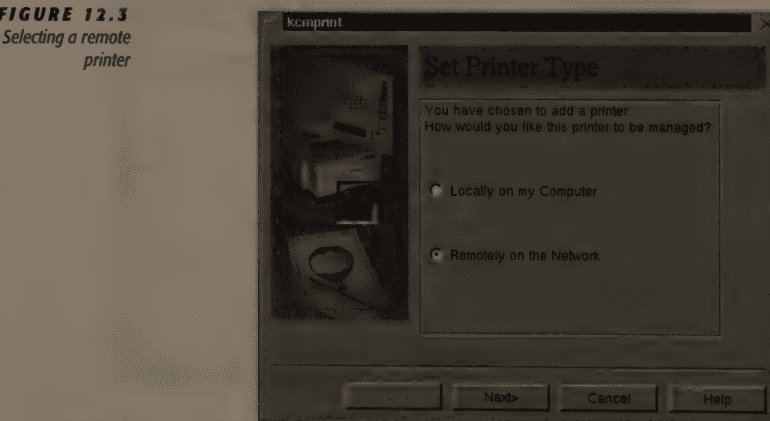 FIGURE 12.3
Selecting a remote
printer
kcmprint
Set Printer Type
You have chosen to add a printer.
How would you like this printer to be managed?
Locally on my Computer
Remotely on the Network
Next>
Cancel
Help